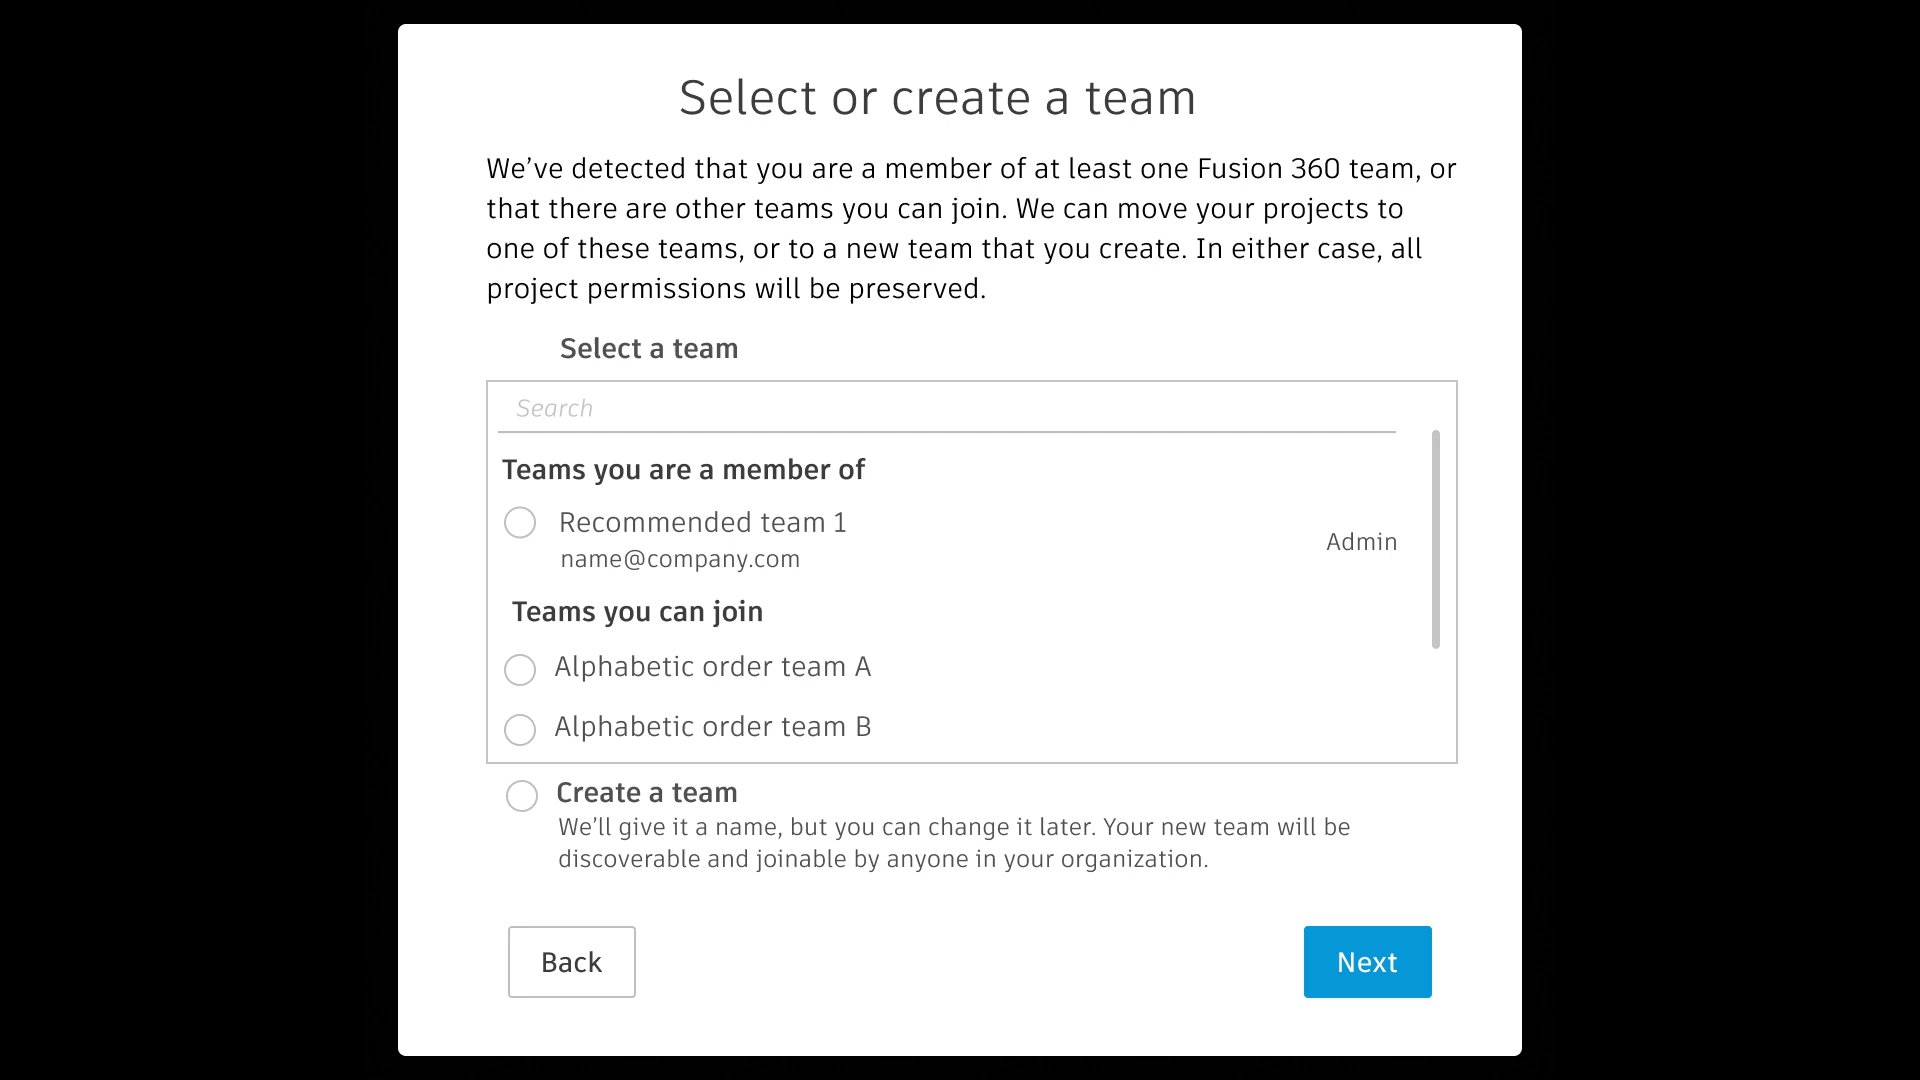 Select or create a team
We’ve detected that you are a member of at least one Fusion 360 team, or
that there are other teams you can join. We can move your projects to
one of these teams, or to a new team that you create. In either case, all
project permissions will be preserved.
Select a team
Search
Teams you are a member of
Recommended team 1
name@company.com
Admin
Teams you can join
Alphabetic order team A
Alphabetic order team B
Create a team
We’ll give it a name, but you can change it later. Your new team will be
discoverable and joinable by anyone in your organization.
Back
Next